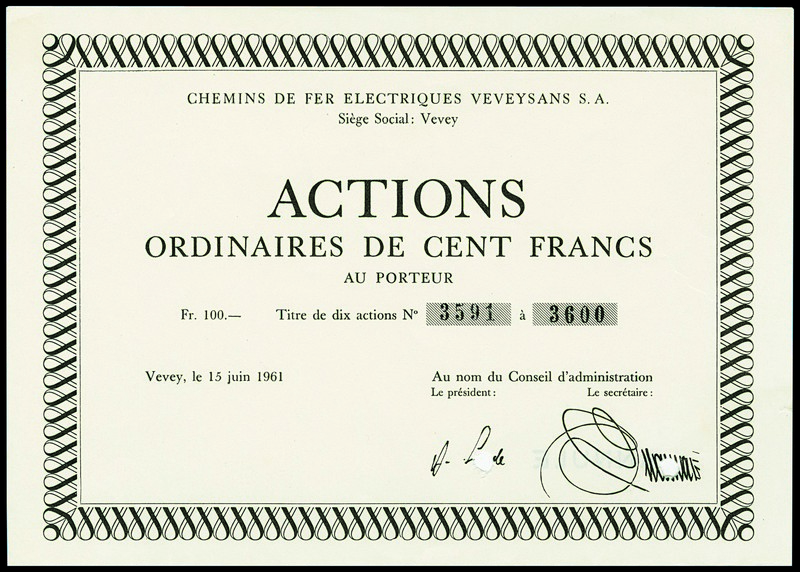 CHEMINS DE FER ELECTRIQUES VEVEYSANS S. A.
Siège Social: Vevey
ACTIONS
ORDINAIRES DE CENT FRANCS
AU PORTEUR
Fr. 100.— Titre de dix actions Nº 3591 à 3600
Vevey, le 15 juin 1961
Au nom du Conseil d'administration
Le président: Le secrétaire: